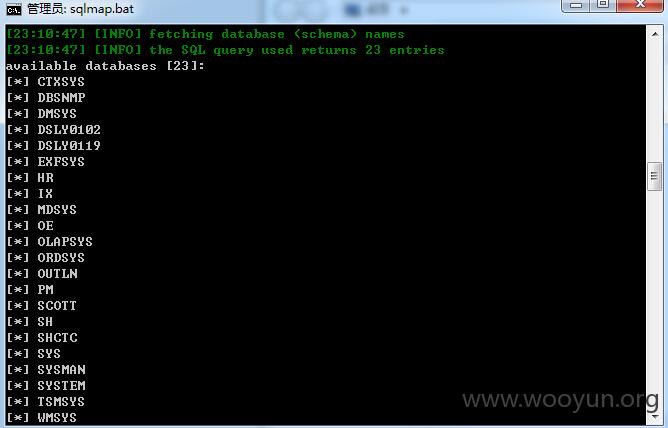 管理员: sqlmap.bat
[23:10:47] [INFO] fetching database (schema) names
[23:10:47] [INFO] the SQL query used returns 23 entries
available databases [23]:
[*] CTXSYS
[*] DBSNMP
[*] DMSYS
[*] DSLY0102
[*] DSLY0119
[*] EXFSYS
[*] HR
[*] IX
[*] MDSYS
[*] OE
[*] OLAPSYS
[*] ORDSYS
[*] OUTLN
[*] PM
[*] SCOTT
[*] SH
[*] SHCTC
[*] SYS
[*] SYSMAN
[*] SYSTEM
[*] TSMSYS
[*] WMSYS
www.wooyun.org